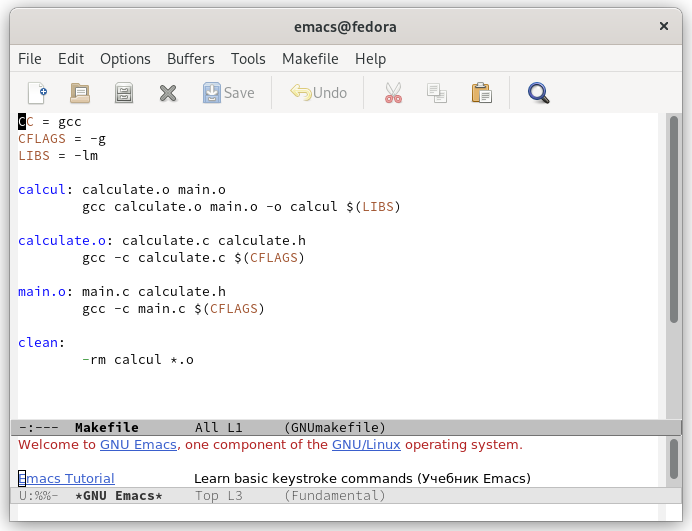 emacs@fedora
File Edit Options Buffers Tools Makefile Help
Save Undo
CC = gcc
CFLAGS = -g
LIBS = -lm
calcul: calculate.o main.o
gcc calculate.o main.o -o calcul $(LIBS)
calculate.o: calculate.c calculate.h
gcc -c calculate.c $(CFLAGS)
main.o: main.c calculate.h
gcc -c main.c $(CFLAGS)
clean:
-rm calcul *.o
-:--- Makefile All L1 (GNUmakefile)
Welcome to GNU Emacs, one component of the GNU/Linux operating system.
Emacs Tutorial Learn basic keystroke commands (Учебник Emacs)
U:%%- *GNU Emacs* Top L3 (Fundamental)